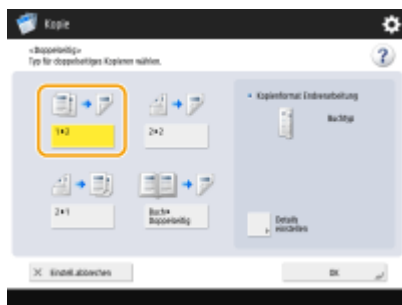 Kopie
<Doppelseitig>
Typ für doppelseitiges Kopieren wählen.
?
1▸2
2▸2
2▸1
Buch▸
Doppelseitig
• Kopienformat Endverarbeitung
Buchtyp
Details
einstellen
× Einstell. abbrechen
OK